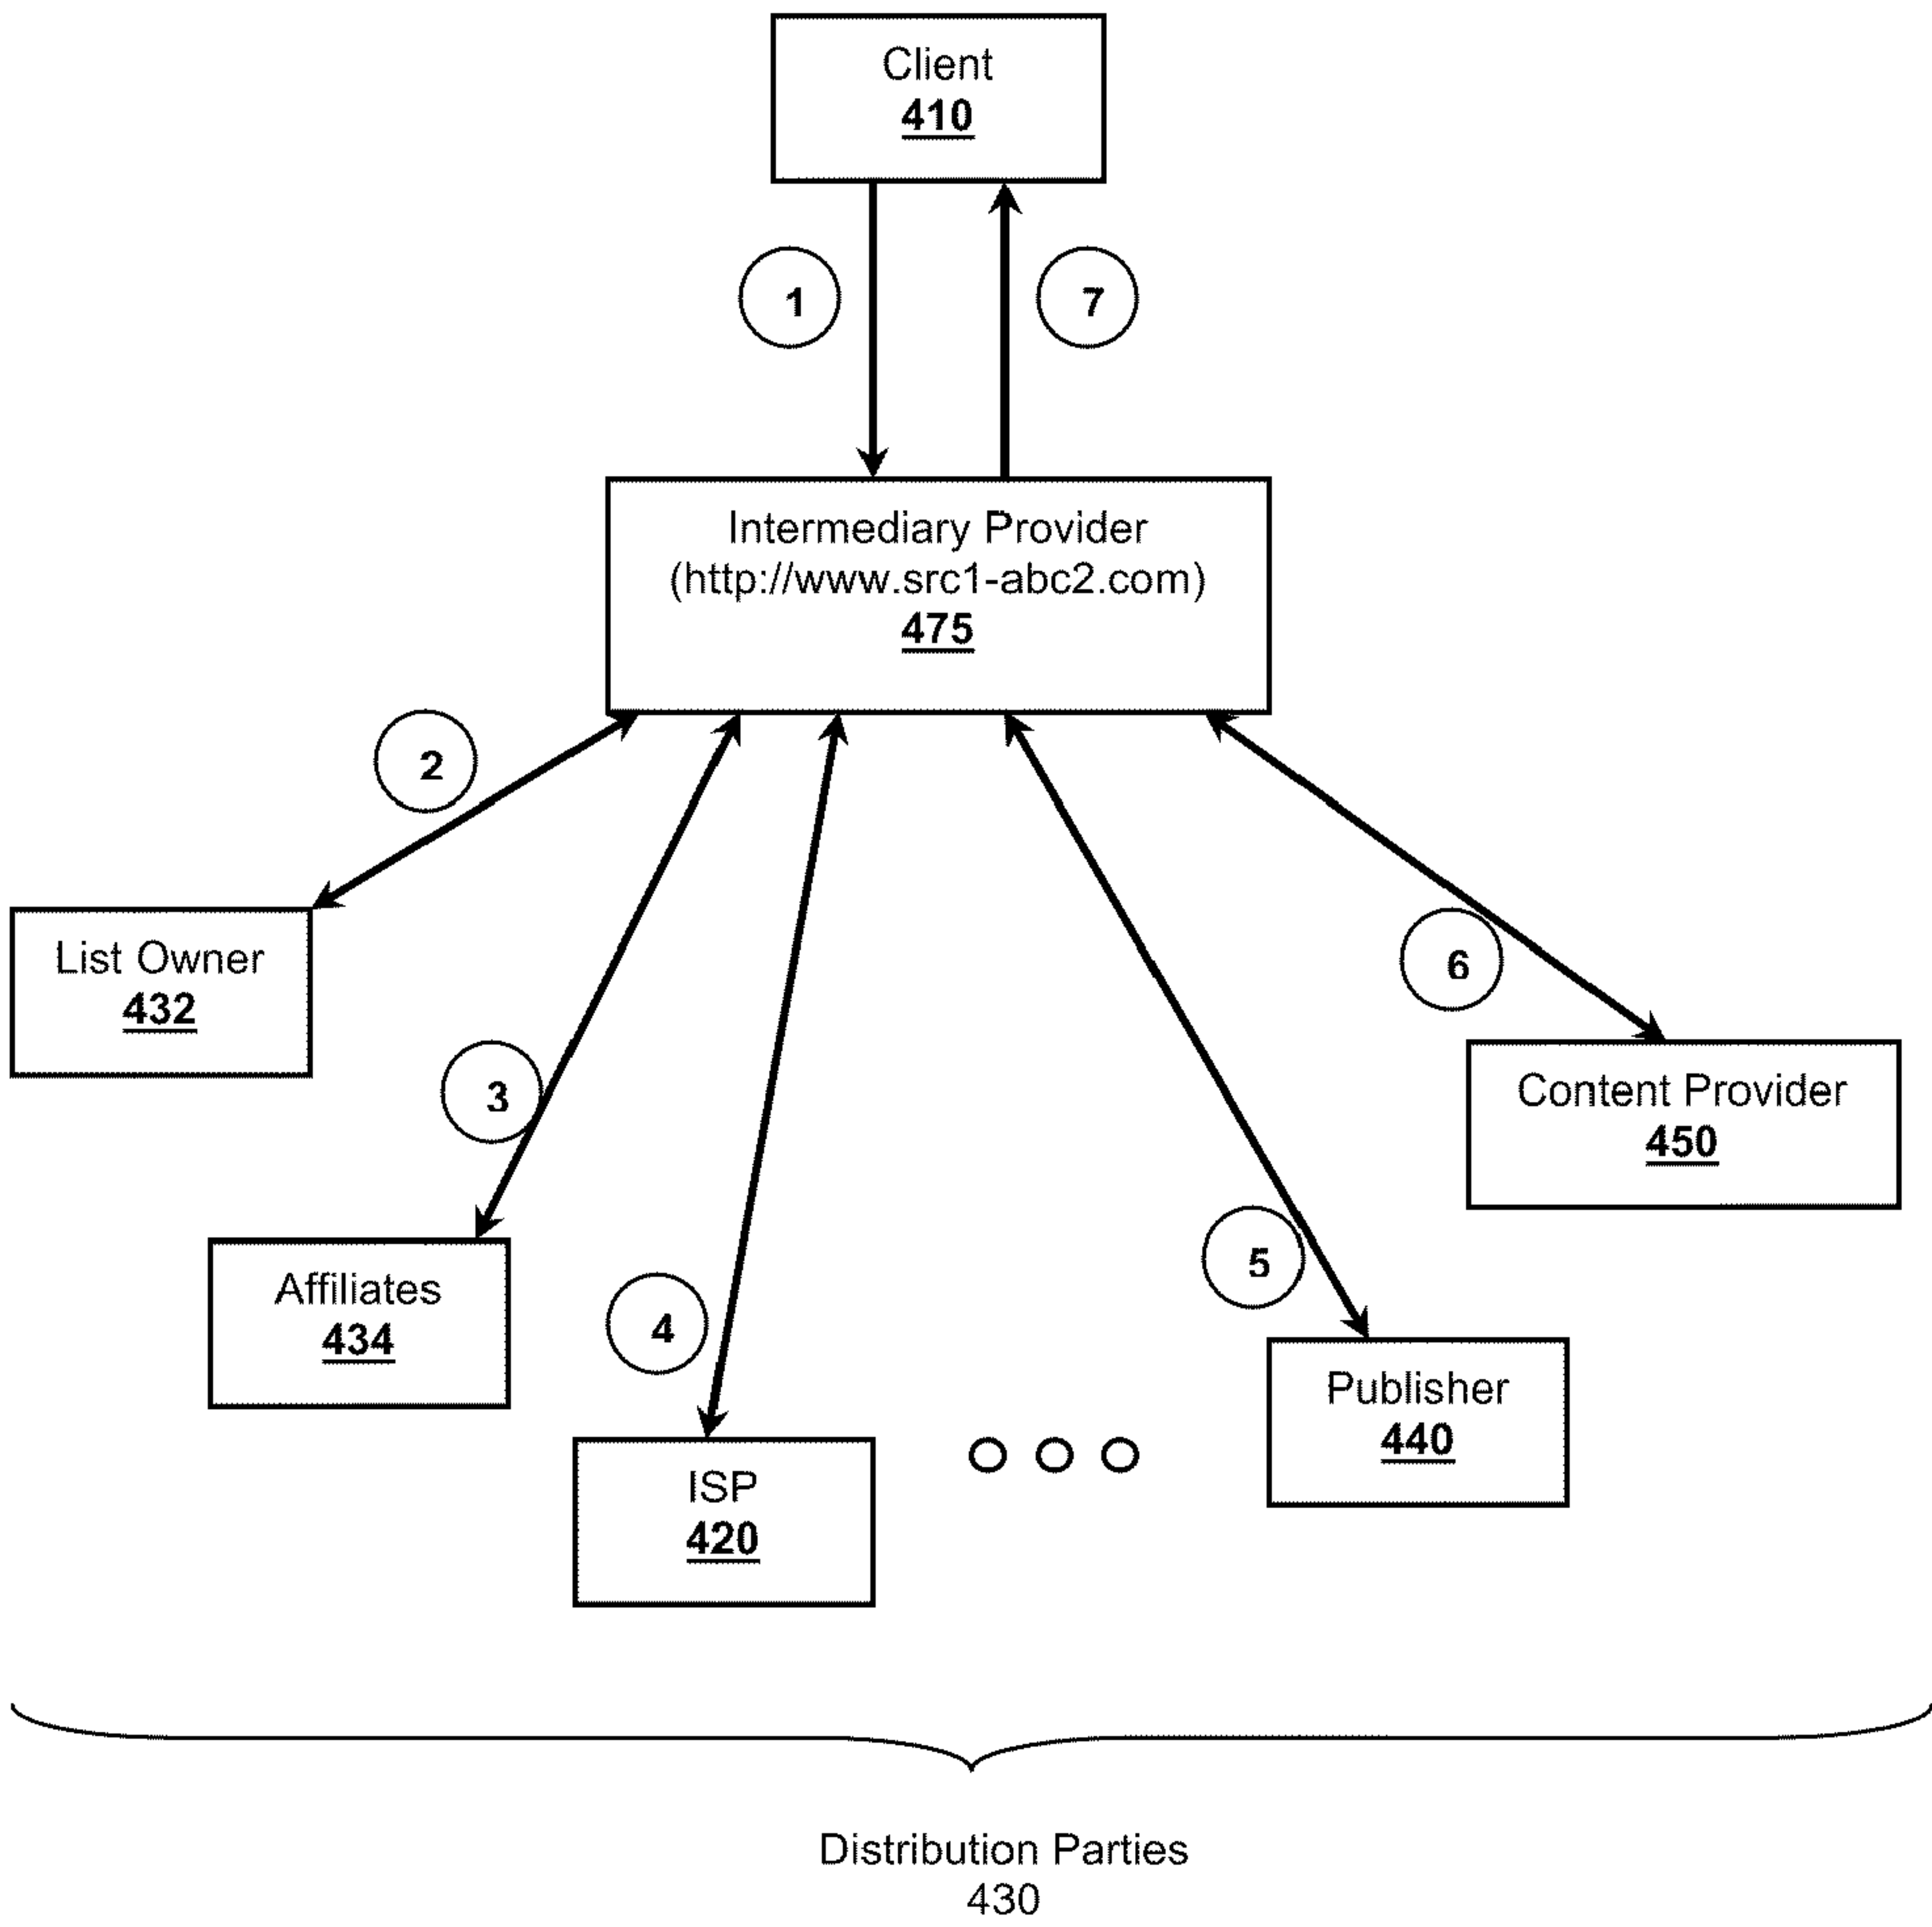 Client
410
1
7
Intermediary Provider
(http://www.src1-abc2.com)
475
2
List Owner
432
6
3
Content Provider
450
5
Affiliates
434
4
Publisher
440
ISP
420
Distribution Parties
430